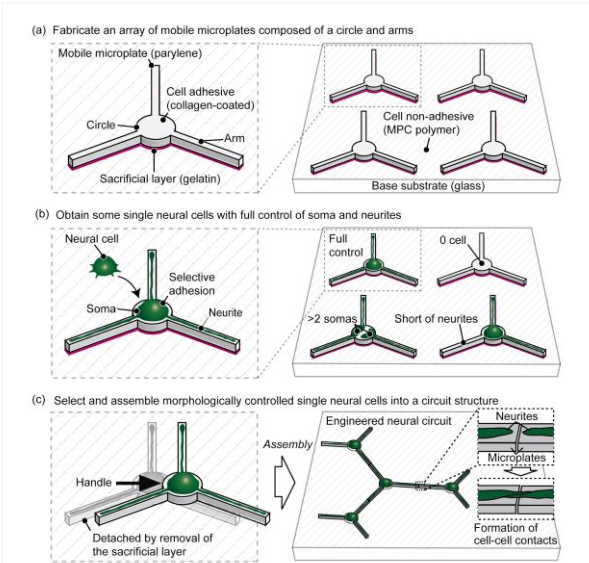 (a) Fabricate an array of mobile microplates composed of a circle and arms
Mobile microplate (parylene)
Cell adhesive
(collagen-coated)
Circle
Arm
Sacrificial layer (gelatin)
Cell non-adhesive
(MPC polymer)
Base substrate (glass)
(b) Obtain some single neural cells with full control of soma and neurites
Neural cell
Selective
adhesion
Soma
Neurite
Full
control
0 cell
>2 somas
Short of neurites
(c) Select and assemble morphologically controlled single neural cells into a circuit structure
Handle
Detached by removal of
the sacrificial layer
Assembly
Engineered neural circuit
Neurites
Microplates
Formation of
cell-cell contacts